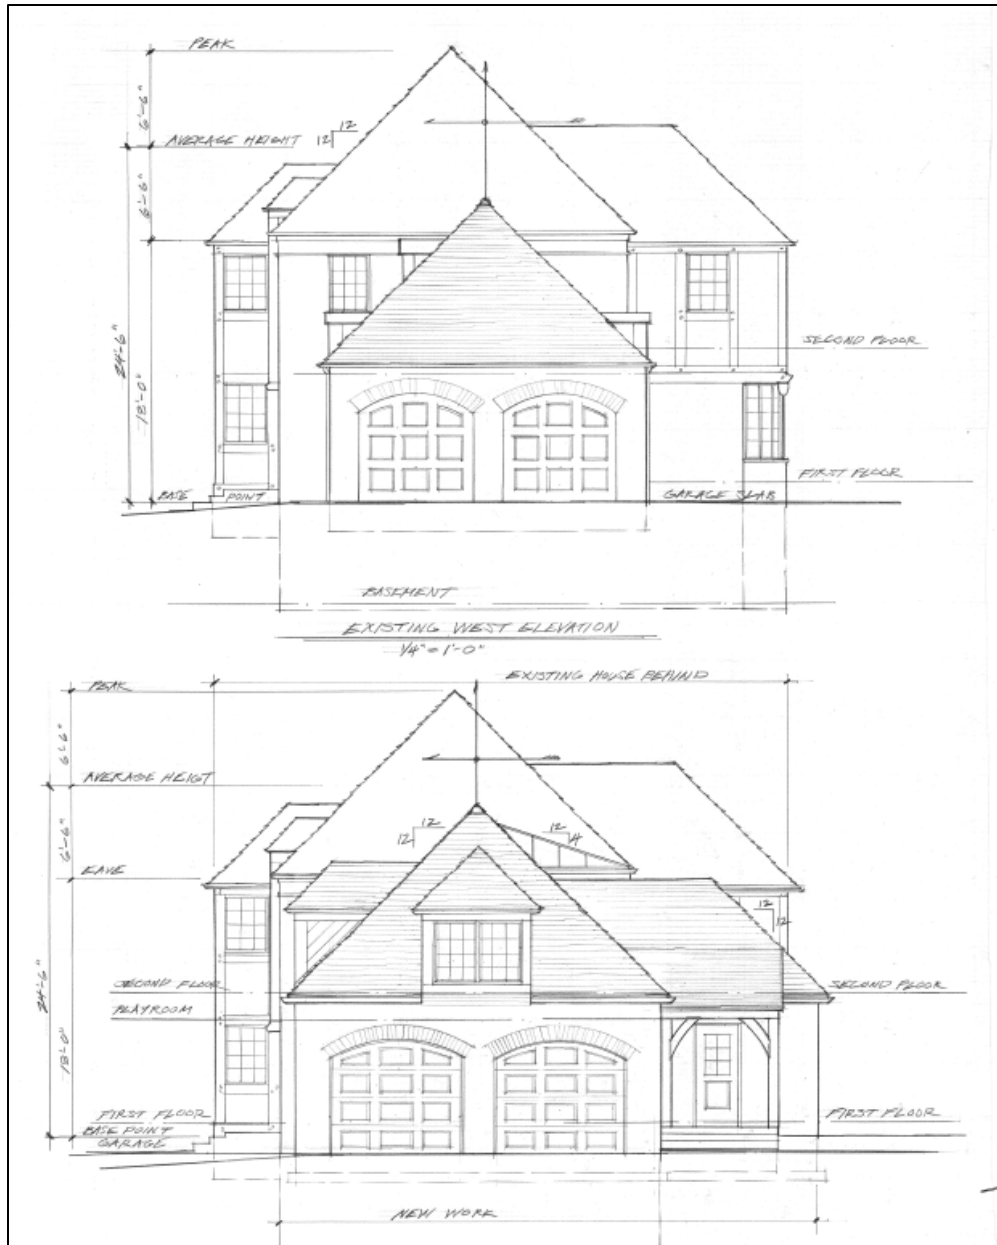 PEAK
6'-6"
AVERAGE HEIGHT
12
12
6'-6"
24'-6"
18'-0"
SECOND FLOOR
FIRST FLOOR
BASE POINT
GARAGE SLAB
BASEMENT
EXISTING WEST ELEVATION
1/4" = 1'-0"
EXISTING HOUSE BEHIND
PEAK
6'-6"
AVERAGE HEIGT
12
12
12
4
6'-6"
EAVE
12
12
24'-6"
SECOND FLOOR
SECOND FLOOR
PLAYROOM
18'-0"
FIRST FLOOR
FIRST FLOOR
BASE POINT
GARAGE
NEW WORK